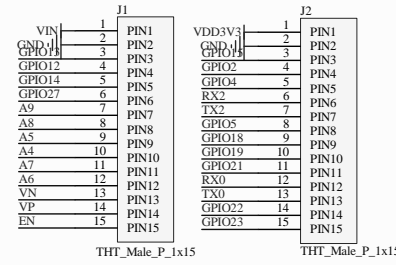 J1
VIN 1 PIN1
GND 2 PIN2
GPIO13 3 PIN3
GPIO12 4 PIN4
GPIO14 5 PIN5
GPIO27 6 PIN6
A9 7 PIN7
A8 8 PIN8
A5 9 PIN9
A4 10 PIN10
A7 11 PIN11
A6 12 PIN12
VN 13 PIN13
VP 14 PIN14
EN 15 PIN15
THT_Male_P_1x15
J2
VDD3V3 1 PIN1
GND 2 PIN2
GPIO15 3 PIN3
GPIO2 4 PIN4
GPIO4 5 PIN5
RX2 6 PIN6
TX2 7 PIN7
GPIO5 8 PIN8
GPIO18 9 PIN9
GPIO19 10 PIN10
GPIO21 11 PIN11
RX0 12 PIN12
TX0 13 PIN13
GPIO22 14 PIN14
GPIO23 15 PIN15
THT_Male_P_1x15